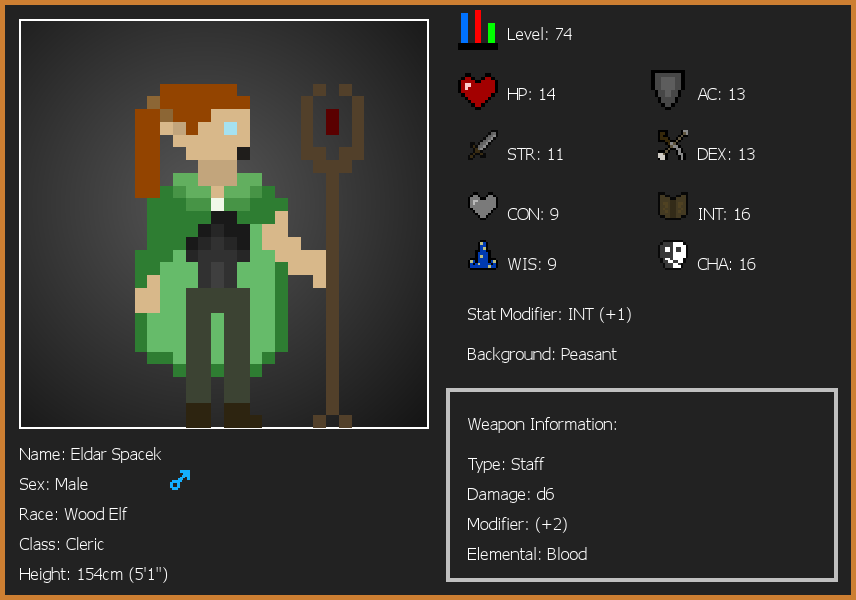 Level: 74
HP: 14
AC: 13
STR: 11
DEX: 13
CON: 9
INT: 16
WIS: 9
CHA: 16
Stat Modifier: INT (+1)
Background: Peasant
Weapon Information:
Type: Staff
Damage: d6
Modifier: (+2)
Elemental: Blood
Name: Eldar Spacek
Sex: Male
Race: Wood Elf
Class: Cleric
Height: 154cm (5'1")